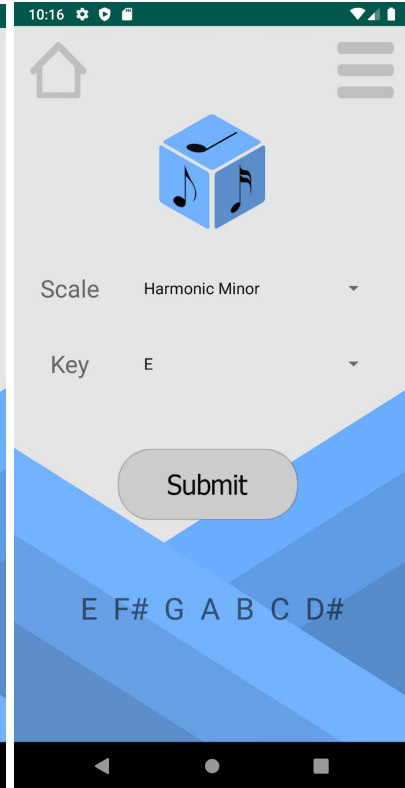 10:16
Scale Harmonic Minor
Key E
Submit
E F# G A B C D#